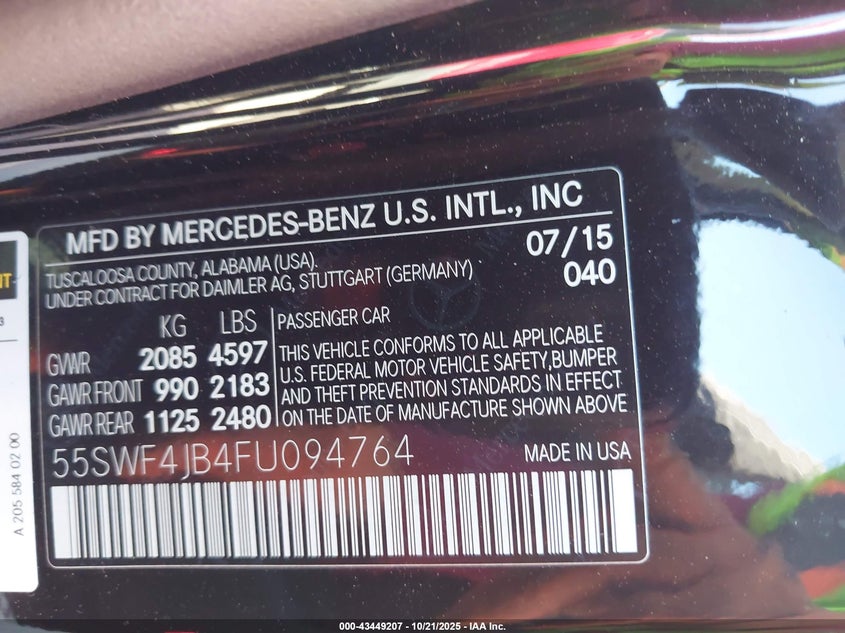 MFD BY MERCEDES-BENZ U.S. INTL., INC
TUSCALOOSA COUNTY, ALABAMA (USA)
UNDER CONTRACT FOR DAIMLER AG, STUTTGART (GERMANY)
07/15
040
KG LBS
GVWR 2085 4597
GAWR FRONT 990 2183
GAWR REAR 1125 2480
PASSENGER CAR
THIS VEHICLE CONFORMS TO ALL APPLICABLE
U.S. FEDERAL MOTOR VEHICLE SAFETY,BUMPER
AND THEFT PREVENTION STANDARDS IN EFFECT
ON THE DATE OF MANUFACTURE SHOWN ABOVE
55SWF4JB4FU094764
MADE IN USA
A 205 584 02 00
000-43449207 - 10/21/2025 - IAA Inc.